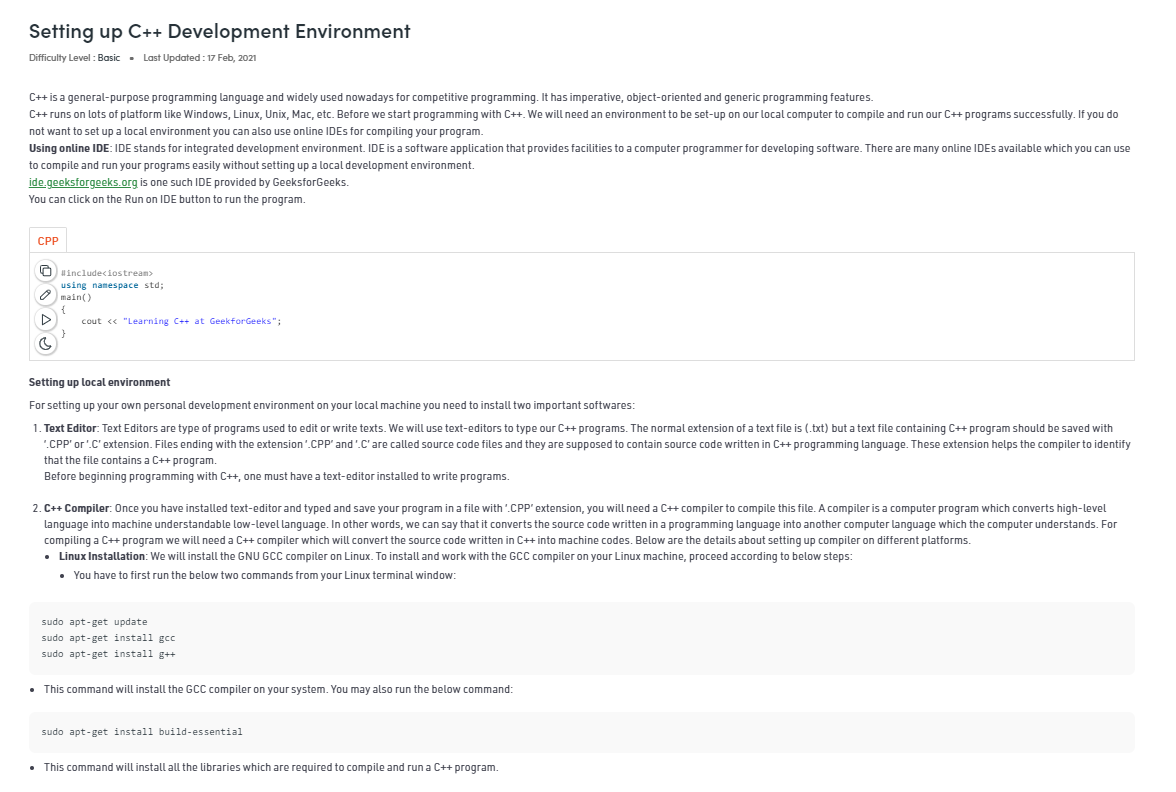 Setting up C++ Development Environment
Difficulty Level : Basic ● Last Updated : 17 Feb, 2021
C++ is a general-purpose programming language and widely used nowadays for competitive programming. It has imperative, object-oriented and generic programming features.
C++ runs on lots of platform like Windows, Linux, Unix, Mac, etc. Before we start programming with C++. We will need an environment to be set-up on our local computer to compile and run our C++ programs successfully. If you do
not want to set up a local environment you can also use online IDEs for compiling your program.
Using online IDE: IDE stands for integrated development environment. IDE is a software application that provides facilities to a computer programmer for developing software. There are many online IDEs available which you can use
to compile and run your programs easily without setting up a local development environment.
ide.geeksforgeeks.org is one such IDE provided by GeeksforGeeks.
You can click on the Run on IDE button to run the program.
CPP
#include<iostream>
using namespace std;
main()
{
    cout << "Learning C++ at GeekforGeeks";
}
Setting up local environment
For setting up your own personal development environment on your local machine you need to install two important softwares:
1. Text Editor: Text Editors are type of programs used to edit or write texts. We will use text-editors to type our C++ programs. The normal extension of a text file is (.txt) but a text file containing C++ program should be saved with
'.CPP' or '.C' extension. Files ending with the extension '.CPP' and '.C' are called source code files and they are supposed to contain source code written in C++ programming language. These extension helps the compiler to identify
that the file contains a C++ program.
Before beginning programming with C++, one must have a text-editor installed to write programs.
2. C++ Compiler: Once you have installed text-editor and typed and save your program in a file with '.CPP' extension, you will need a C++ compiler to compile this file. A compiler is a computer program which converts high-level
language into machine understandable low-level language. In other words, we can say that it converts the source code written in a programming language into another computer language which the computer understands. For
compiling a C++ program we will need a C++ compiler which will convert the source code written in C++ into machine codes. Below are the details about setting up compiler on different platforms.
• Linux Installation: We will install the GNU GCC compiler on Linux. To install and work with the GCC compiler on your Linux machine, proceed according to below steps:
• You have to first run the below two commands from your Linux terminal window:
sudo apt-get update
sudo apt-get install gcc
sudo apt-get install g++
• This command will install the GCC compiler on your system. You may also run the below command:
sudo apt-get install build-essential
• This command will install all the libraries which are required to compile and run a C++ program.